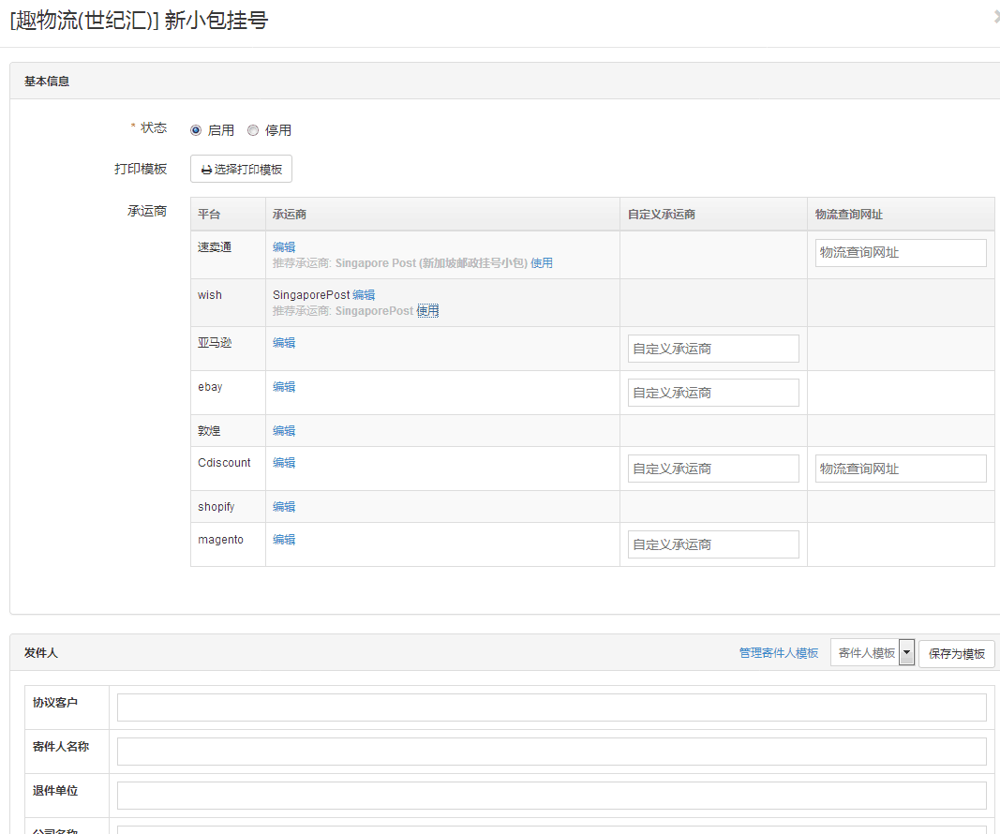 [趣物流(世纪汇)] 新小包挂号
基本信息
* 状态 启用 停用
打印模板 选择打印模板
承运商 平台 承运商 自定义承运商 物流查询网址
速卖通 编辑 物流查询网址
推荐承运商: Singapore Post (新加坡邮政挂号小包) 使用
wish SingaporePost 编辑
推荐承运商: SingaporePost 使用
亚马逊 编辑 自定义承运商
ebay 编辑 自定义承运商
敦煌 编辑
Cdiscount 编辑 自定义承运商 物流查询网址
shopify 编辑
magento 编辑 自定义承运商
发件人 管理寄件人模板 寄件人模板 保存为模板
协议客户
寄件人名称
退件单位
公司名称